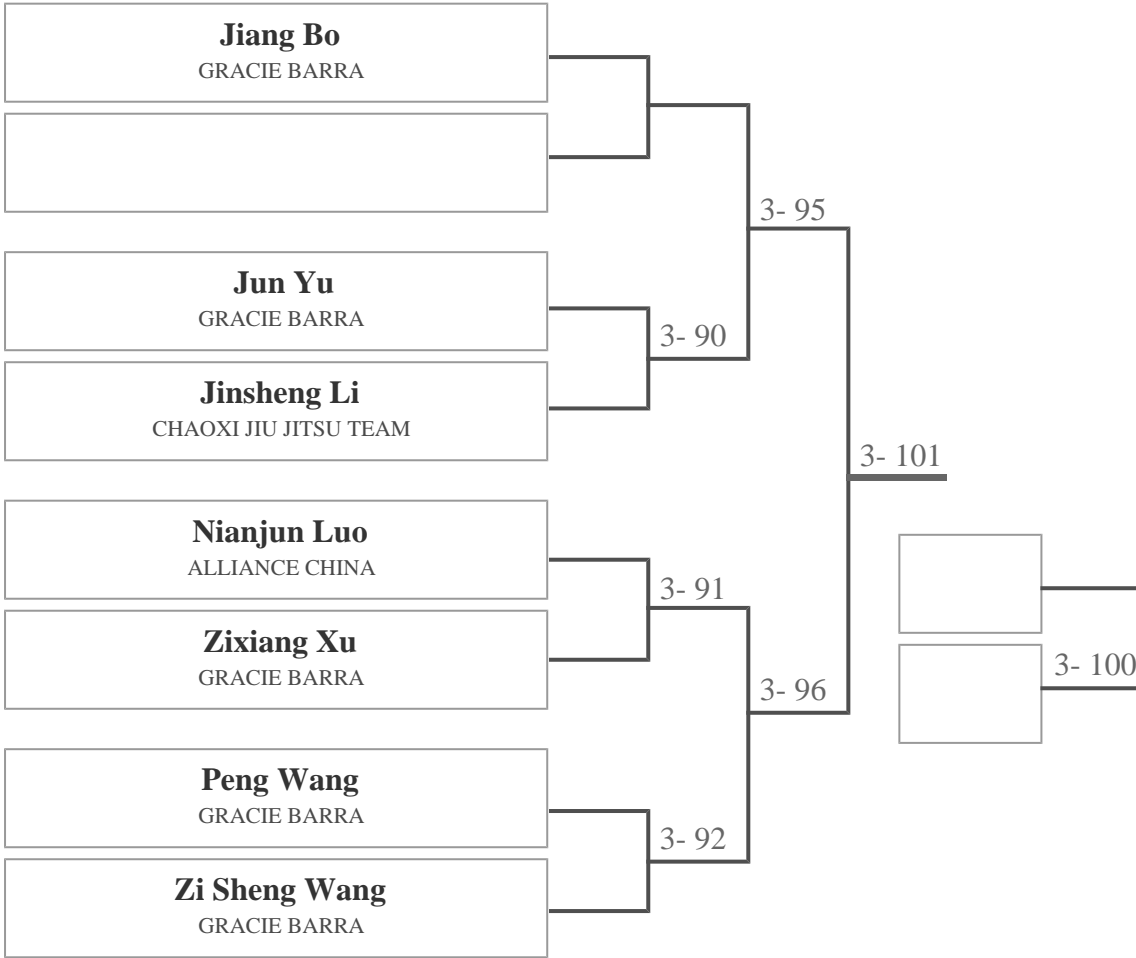 Jiang Bo
GRACIE BARRA
3- 95
Jun Yu
GRACIE BARRA
3- 90
Jinsheng Li
CHAOXI JIU JITSU TEAM
3- 101
Nianjun Luo
ALLIANCE CHINA
3- 91
Zixiang Xu
GRACIE BARRA
3- 100
3- 96
Peng Wang
GRACIE BARRA
3- 92
Zi Sheng Wang
GRACIE BARRA